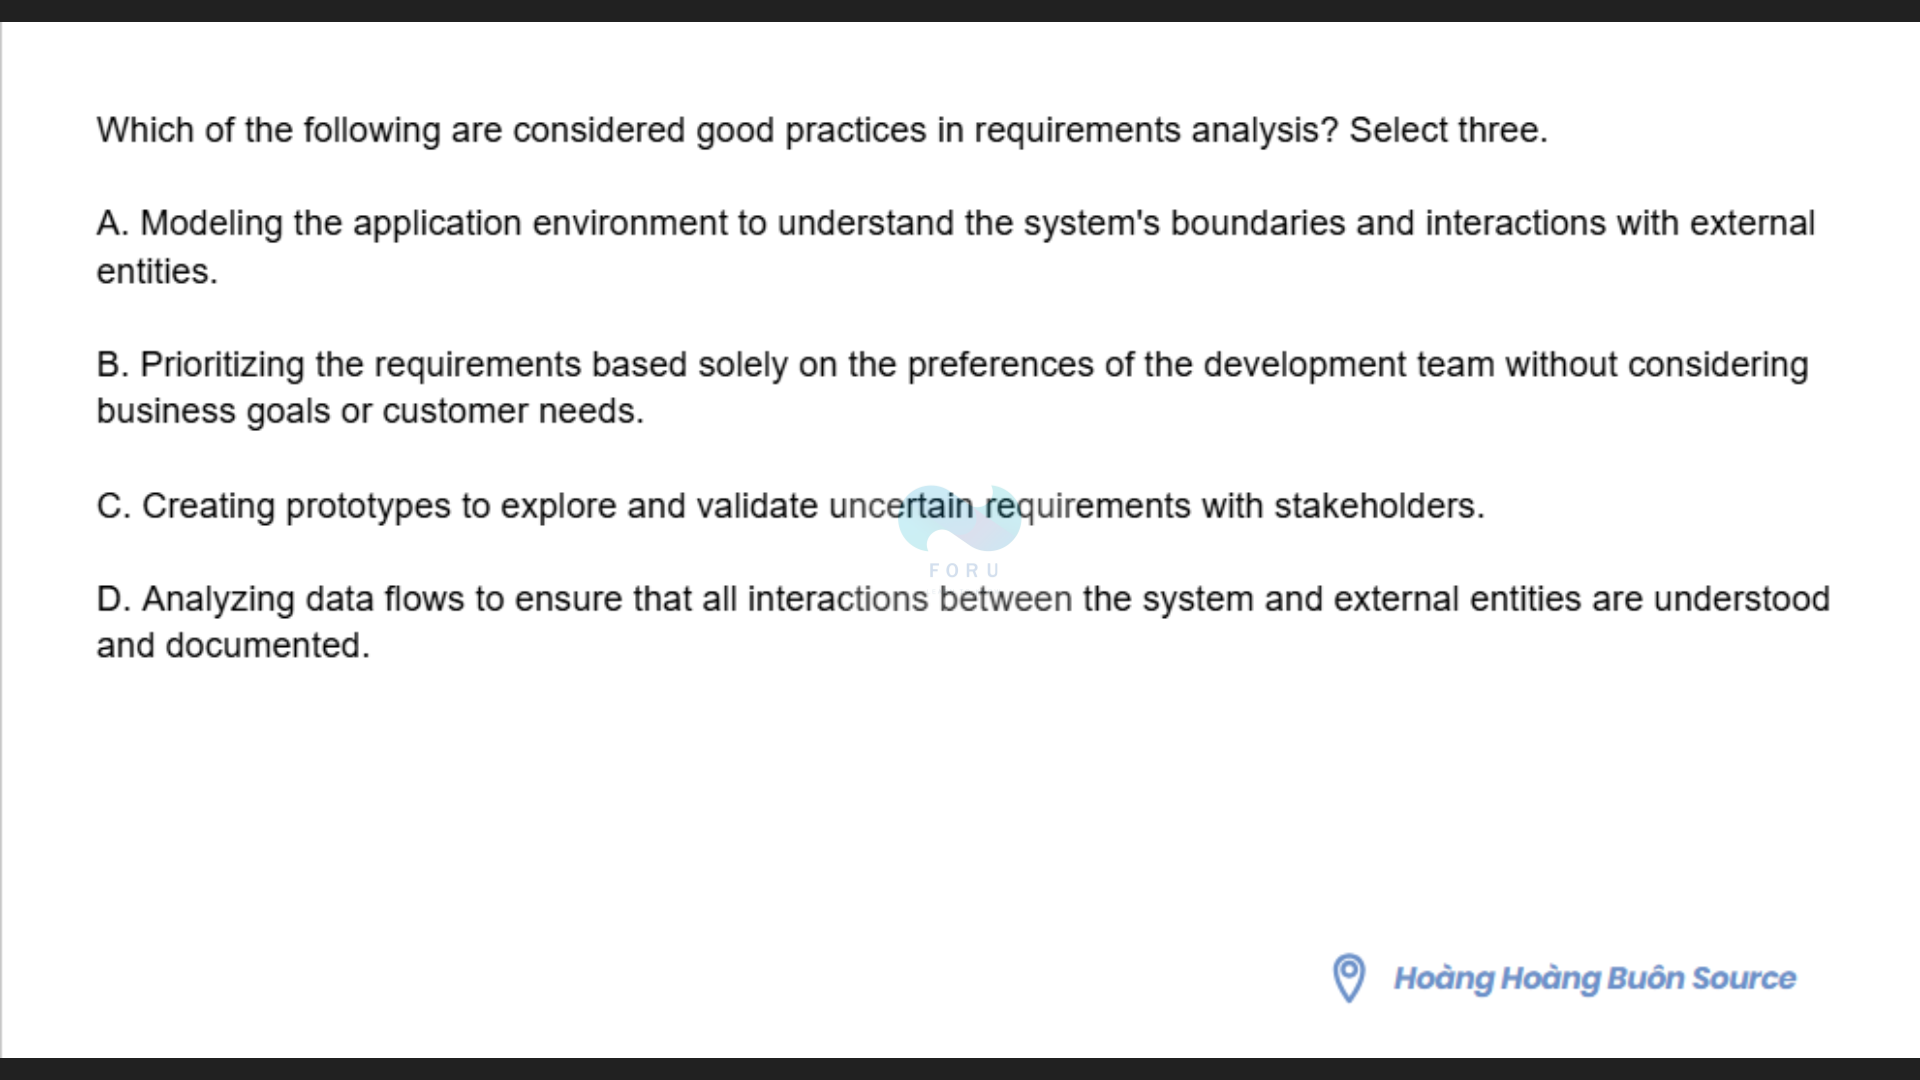 Which of the following are considered good practices in requirements analysis? Select three.
A. Modeling the application environment to understand the system's boundaries and interactions with external
entities.
B. Prioritizing the requirements based solely on the preferences of the development team without considering
business goals or customer needs.
C. Creating prototypes to explore and validate uncertain requirements with stakeholders.
FORU
D. Analyzing data flows to ensure that all interactions between the system and external entities are understood
and documented.
Hoàng Hoàng Buôn Source